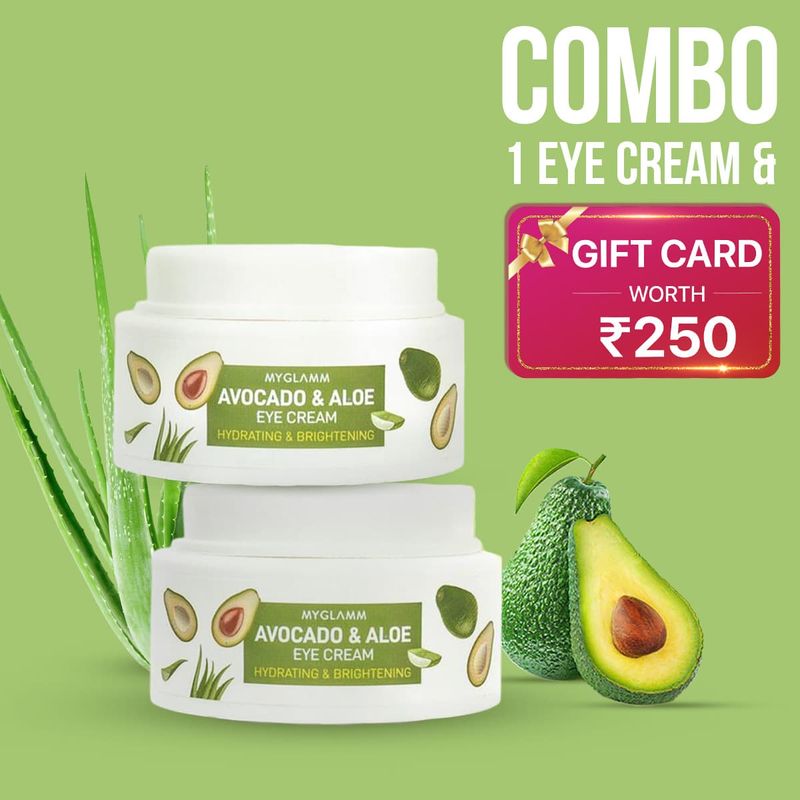 COMBO
1 EYE CREAM &
GIFT CARD
WORTH
₹250
MYGLAMM
AVOCADO & ALOE
EYE CREAM
HYDRATING & BRIGHTENING
MYGLAMM
AVOCADO & ALOE
EYE CREAM
HYDRATING & BRIGHTENING